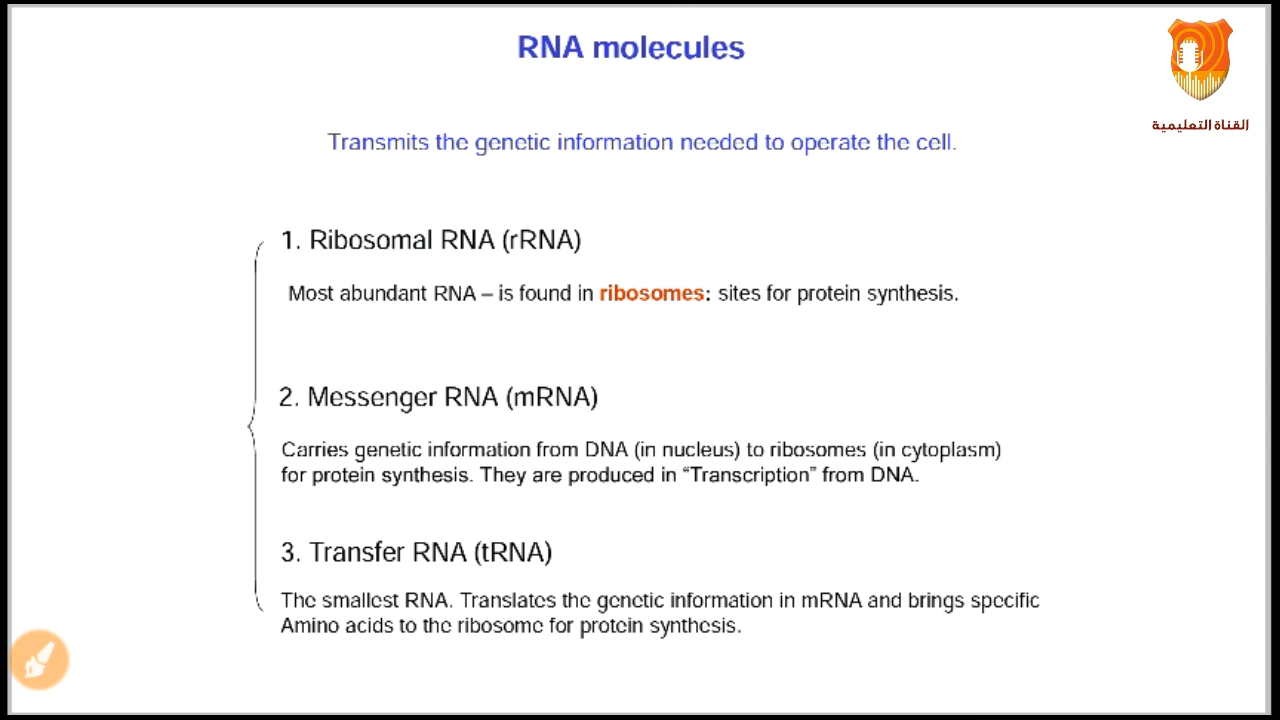 RNA molecules
القناة التعليمية
Transmits the genetic information needed to operate the cell.
1. Ribosomal RNA (rRNA)
Most abundant RNA – is found in ribosomes: sites for protein synthesis.
2. Messenger RNA (mRNA)
Carries genetic information from DNA (in nucleus) to ribosomes (in cytoplasm)
for protein synthesis. They are produced in “Transcription” from DNA.
3. Transfer RNA (tRNA)
The smallest RNA. Translates the genetic information in mRNA and brings specific
Amino acids to the ribosome for protein synthesis.